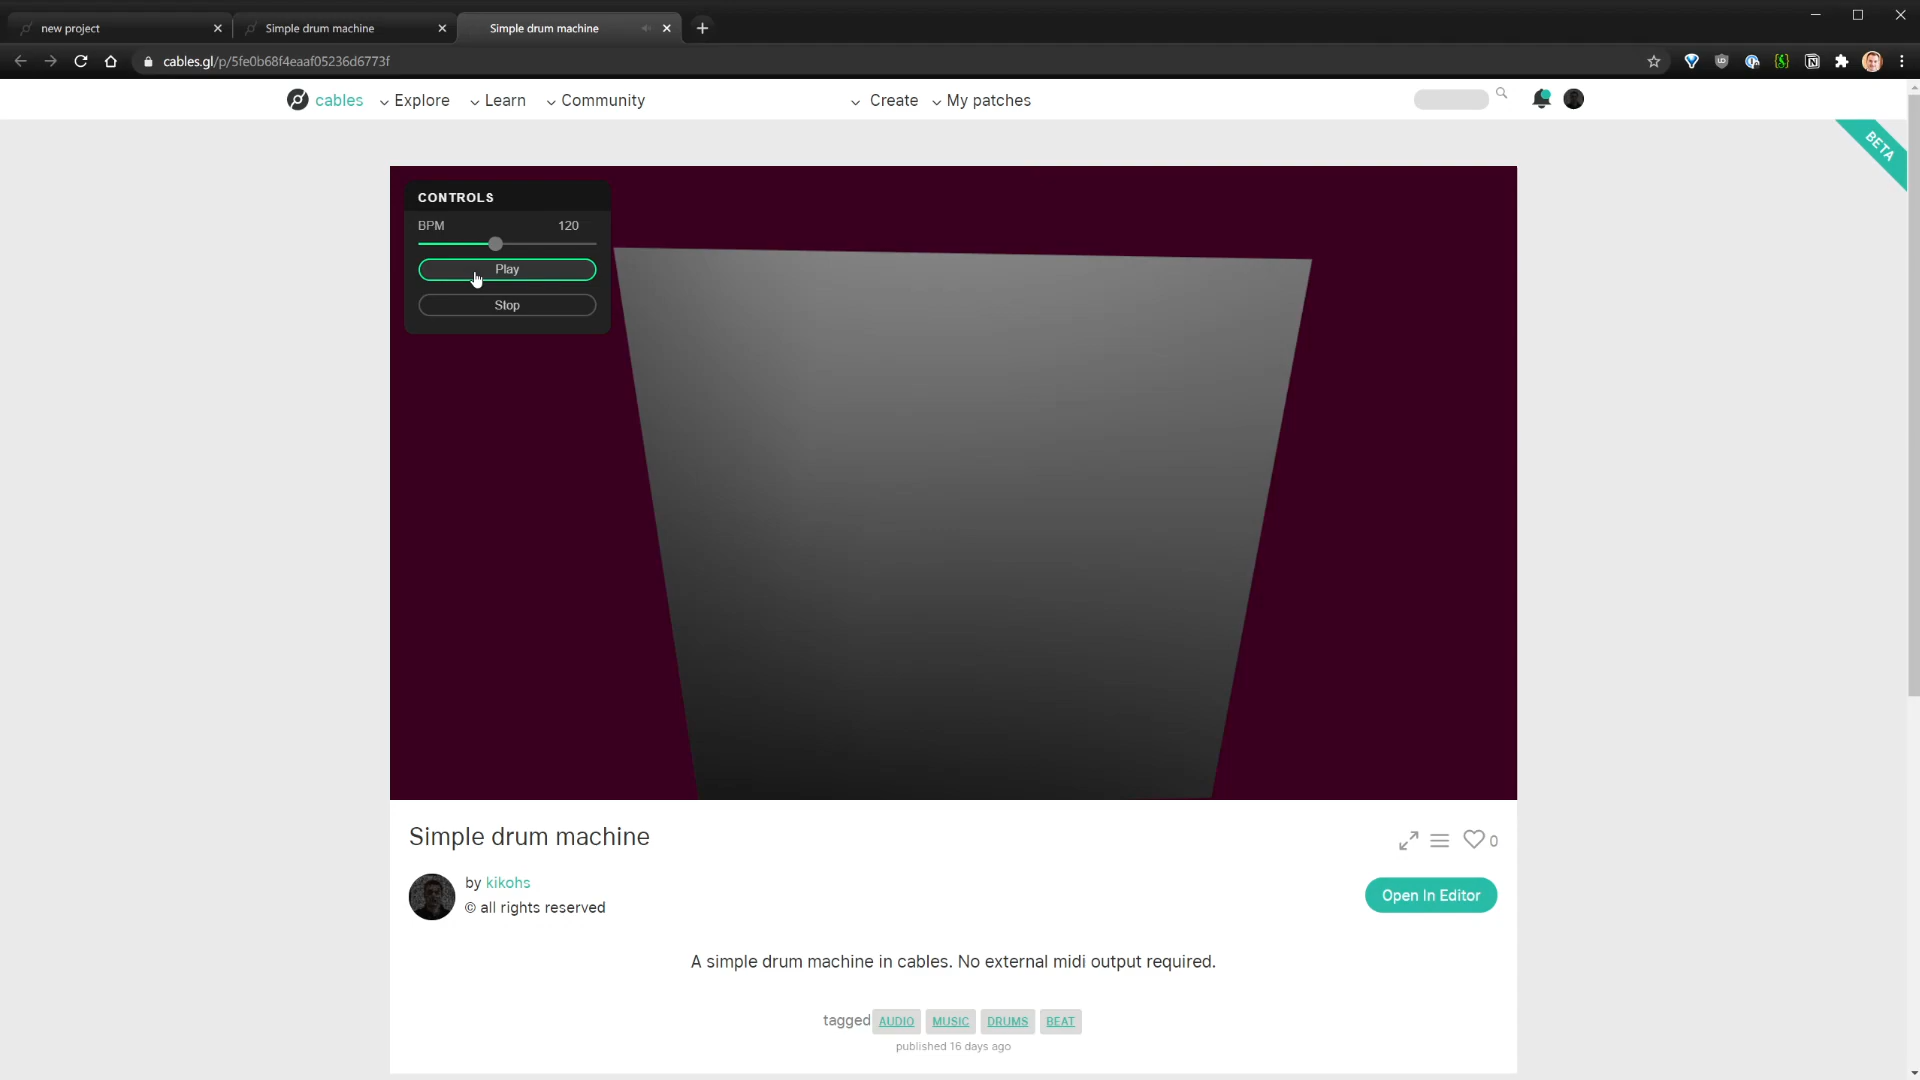 new project
Simple drum machine
Simple drum machine
cables.gl/p/5fe0b68f4eaaf05236d6773f
cables
Explore
Learn
Community
Create
My patches
BETA
CONTROLS
BPM 120
Play
Stop
Simple drum machine
0
by kikohs
© all rights reserved
Open In Editor
A simple drum machine in cables. No external midi output required.
tagged AUDIO MUSIC DRUMS BEAT
published 16 days ago